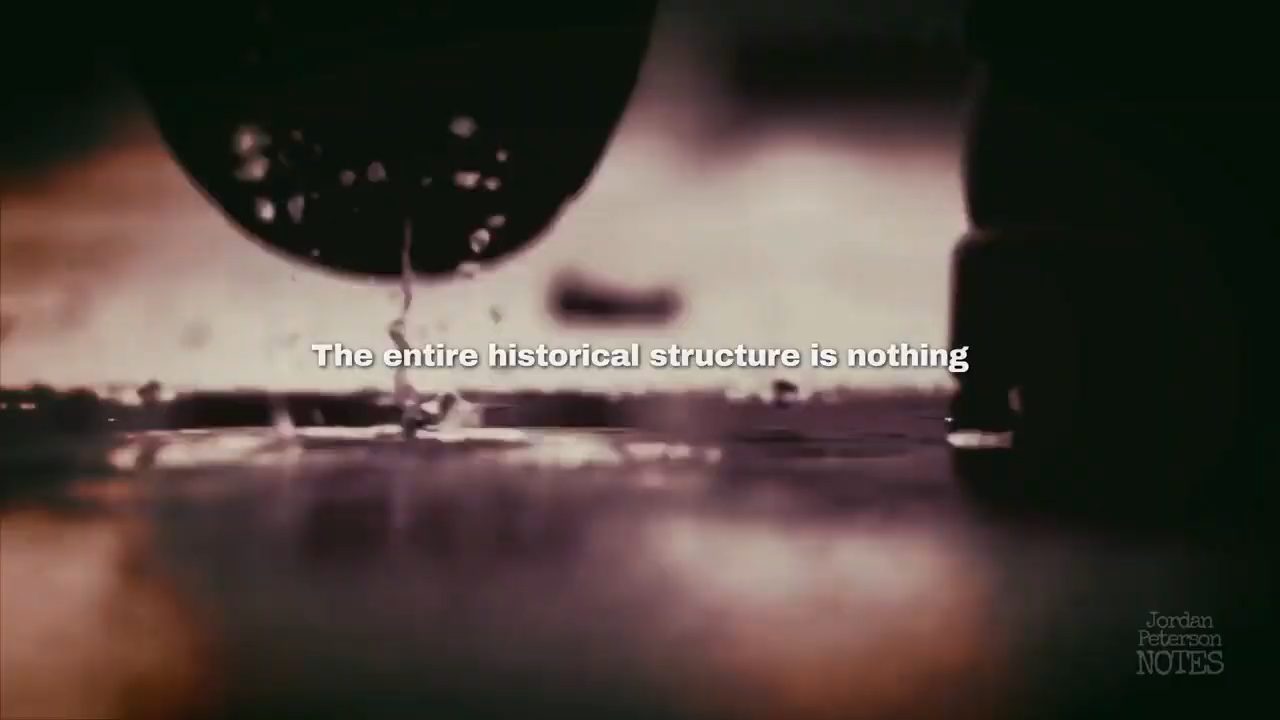 The entire historical structure is nothing
Jordan
Peterson
NOTES